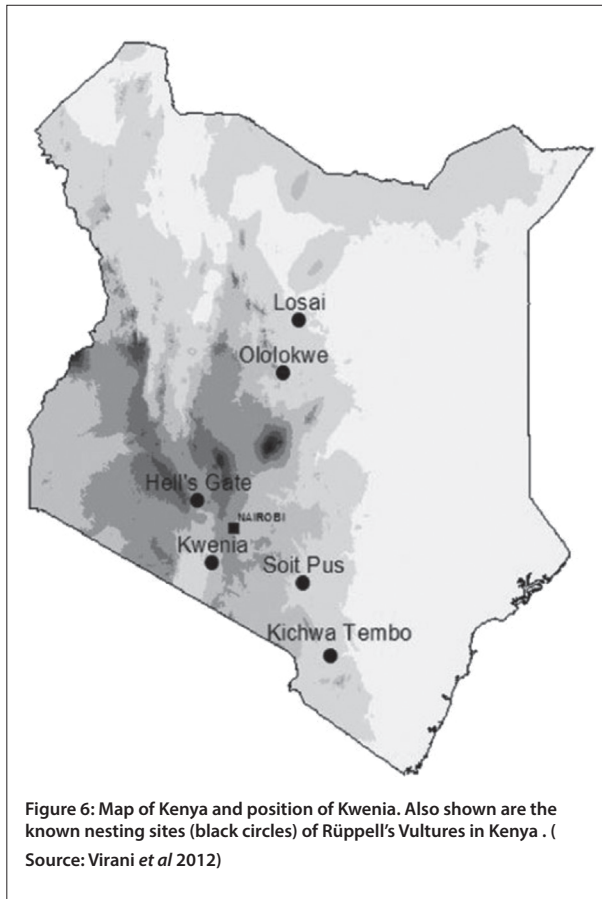 Losai
Ololokwe
Hell's Gate
NAIROBI
Kwenia
Soit Pus
Kichwa Tembo
Figure 6: Map of Kenya and position of Kwenia. Also shown are the
known nesting sites (black circles) of Rüppell's Vultures in Kenya . (
Source: Virani et al 2012)